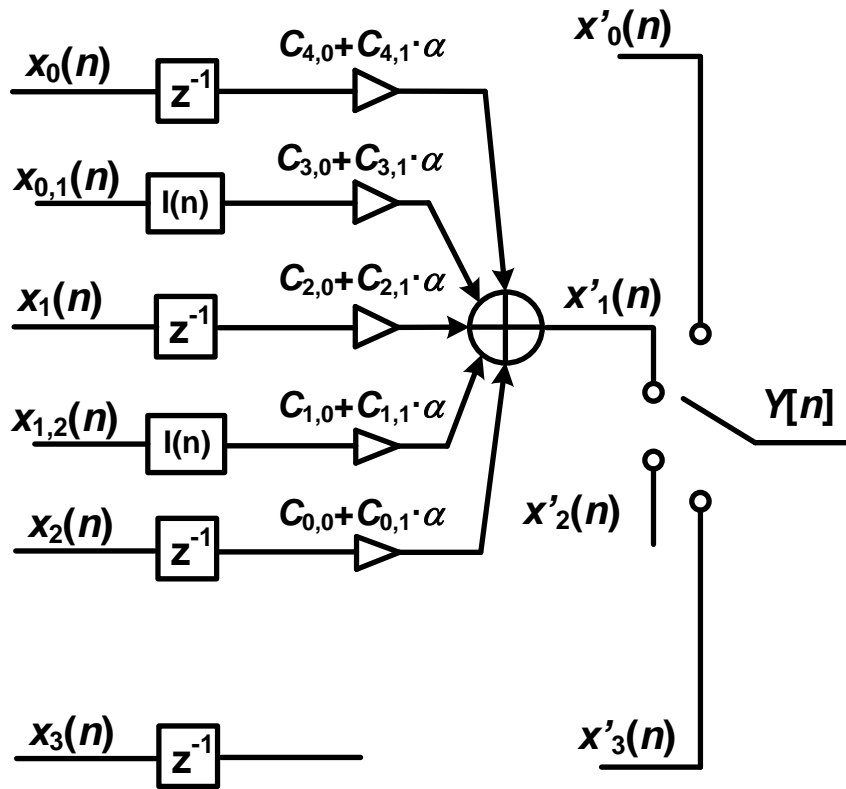 x₀(n)
z⁻¹
C₄,₀+C₄,₁·α
x'₀(n)
x₀,₁(n)
I(n)
C₃,₀+C₃,₁·α
x₁(n)
z⁻¹
C₂,₀+C₂,₁·α
x'₁(n)
x₁,₂(n)
I(n)
C₁,₀+C₁,₁·α
Y[n]
x₂(n)
z⁻¹
C₀,₀+C₀,₁·α
x'₂(n)
x₃(n)
z⁻¹
x'₃(n)